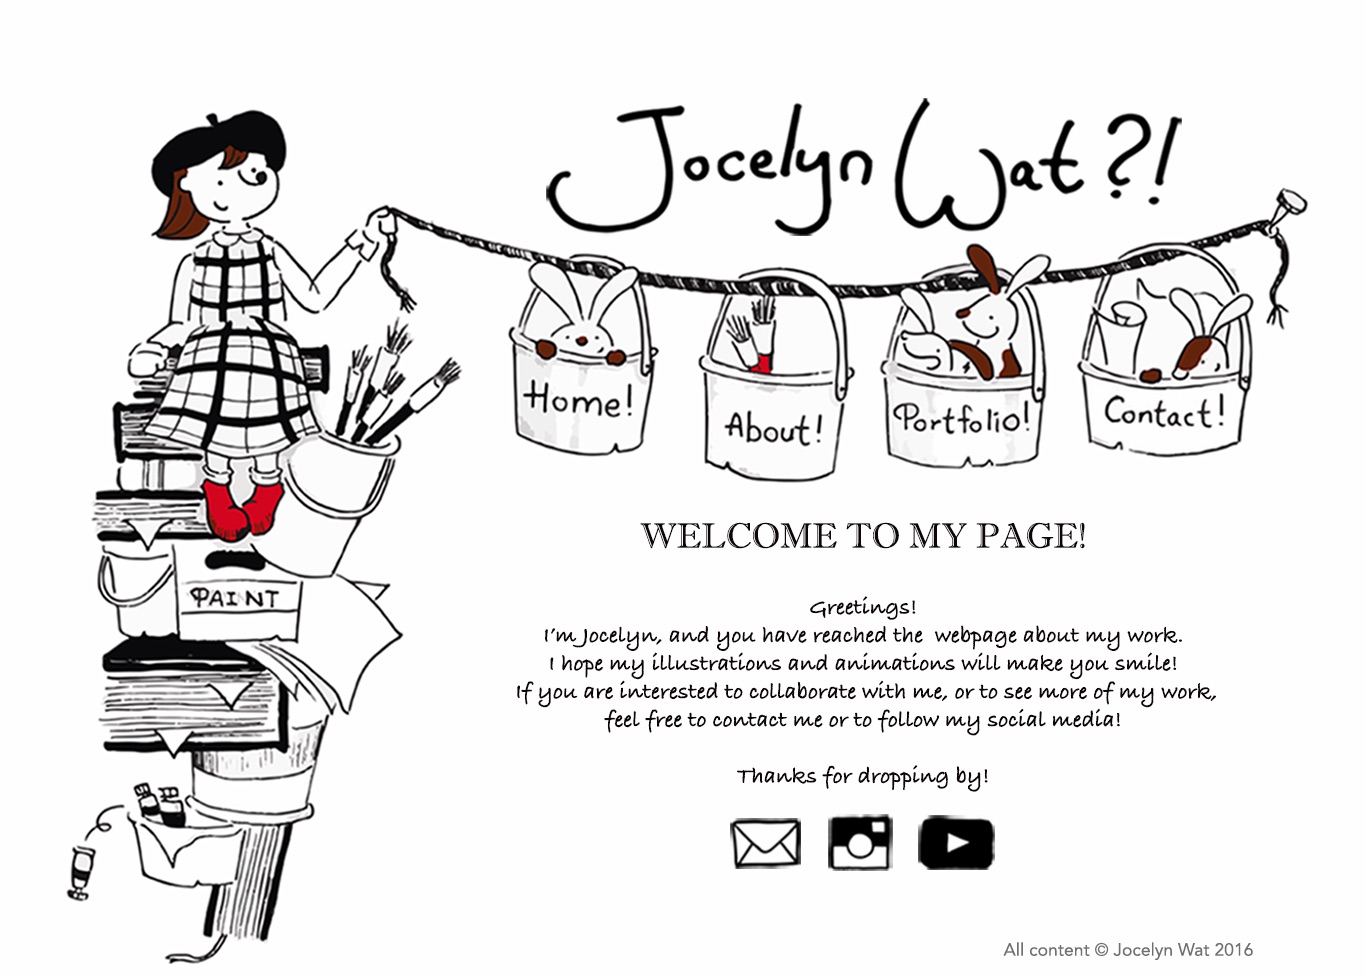 Jocelyn Wat?!
Home!
About!
Portfolio!
Contact!
WELCOME TO MY PAGE!
PAINT
Greetings!
I'm Jocelyn, and you have reached the  webpage about my work.
I hope my illustrations and animations will make you smile!
If you are interested to collaborate with me, or to see more of my work,
feel free to contact me or to follow my social media!
Thanks for dropping by!
All content © Jocelyn Wat 2016